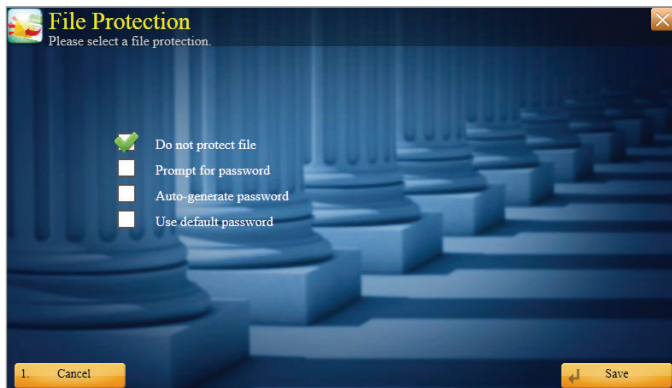 File Protection
Please select a file protection.
Do not protect file
Prompt for password
Auto-generate password
Use default password
1. Cancel
Save